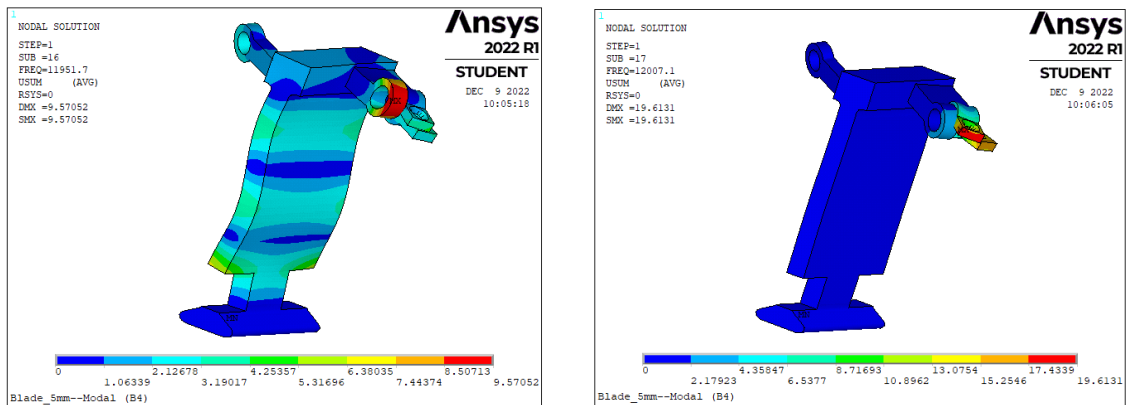 1
NODAL SOLUTION
STEP=1
SUB =16
FREQ=11951.7
USUM (AVG)
RSYS=0
DMX =9.57052
SMX =9.57052
Ansys
2022 R1
STUDENT
DEC 9 2022
10:05:18
0 2.12678 4.25357 6.38035 8.50713
1.06339 3.19017 5.31696 7.44374 9.57052
Blade_5mm--Modal (B4)
1
NODAL SOLUTION
STEP=1
SUB =17
FREQ=12007.1
USUM (AVG)
RSYS=0
DMX =19.6131
SMX =19.6131
Ansys
2022 R1
STUDENT
DEC 9 2022
10:06:05
0 4.35847 8.71693 13.0754 17.4339
2.17923 6.5377 10.8962 15.2546 19.6131
Blade_5mm--Modal (B4)